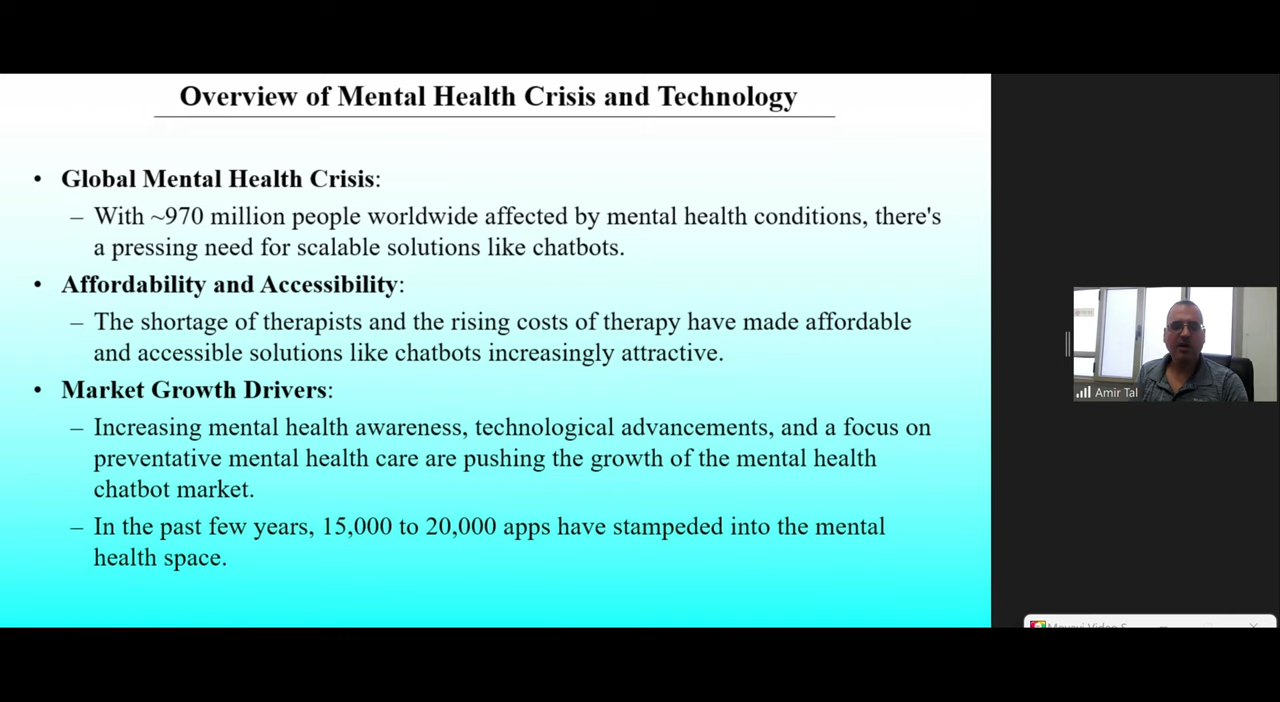 Overview of Mental Health Crisis and Technology
• Global Mental Health Crisis:
– With ~970 million people worldwide affected by mental health conditions, there's
a pressing need for scalable solutions like chatbots.
• Affordability and Accessibility:
– The shortage of therapists and the rising costs of therapy have made affordable
and accessible solutions like chatbots increasingly attractive.
• Market Growth Drivers:
– Increasing mental health awareness, technological advancements, and a focus on
preventative mental health care are pushing the growth of the mental health
chatbot market.
– In the past few years, 15,000 to 20,000 apps have stampeded into the mental
health space.
Amir Tal
Movavi Video S